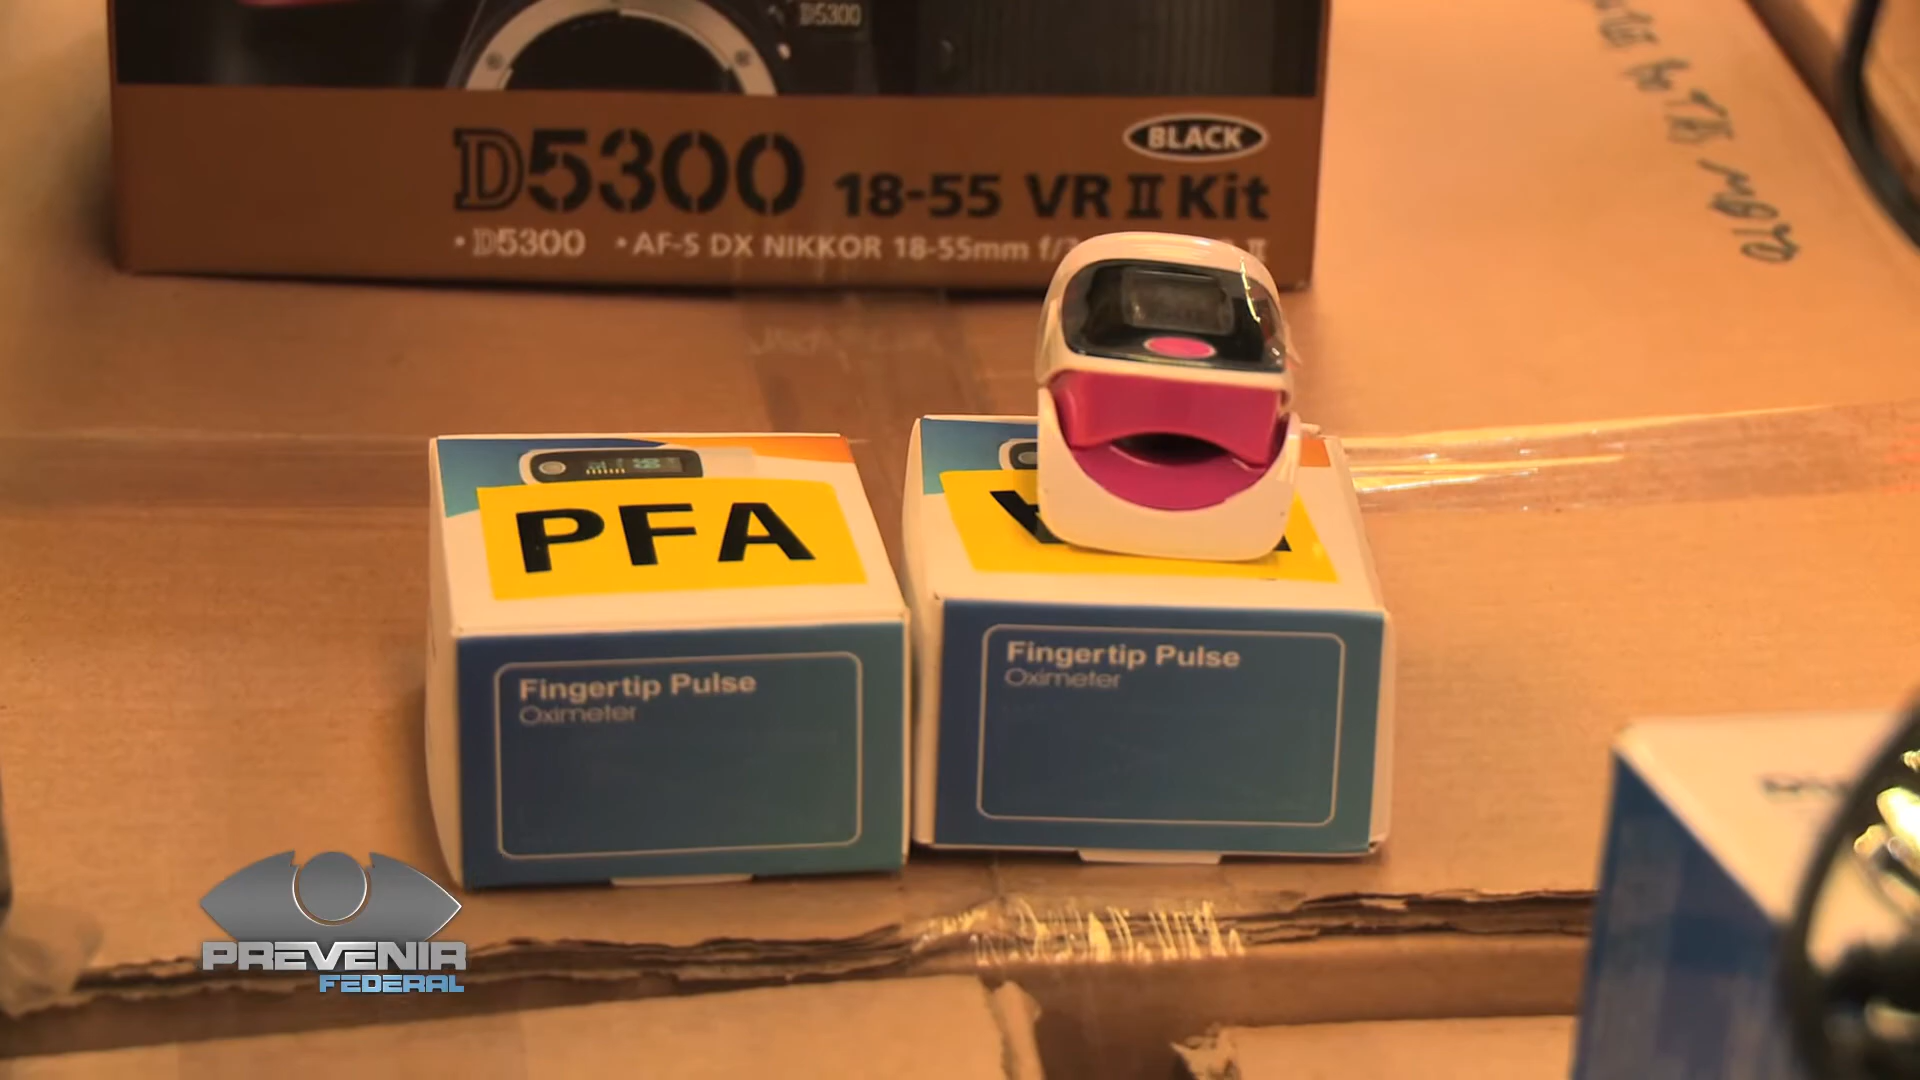 D5300
BLACK
D5300 18-55 VR II Kit
• D5300 • AF-S DX NIKKOR 18-55mm f/
PFA
Fingertip Pulse
Oximeter
Fingertip Pulse
Oximeter
PREVENIR
FEDERAL